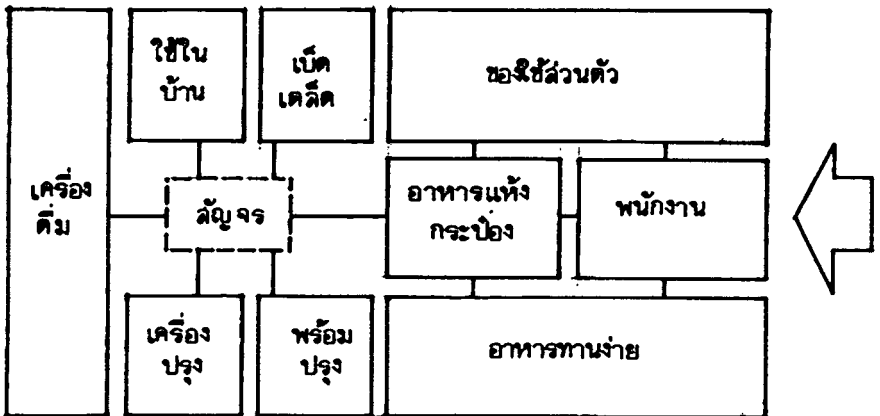 ใช้ใน
บ้าน
เบ็ด
เตล็ด
ของใช้ส่วนตัว
เครื่อง
ดื่ม
สัญจร
อาหารแห้ง
กระป๋อง
พนักงาน
เครื่อง
ปรุง
พร้อม
ปรุง
อาหารทานง่าย